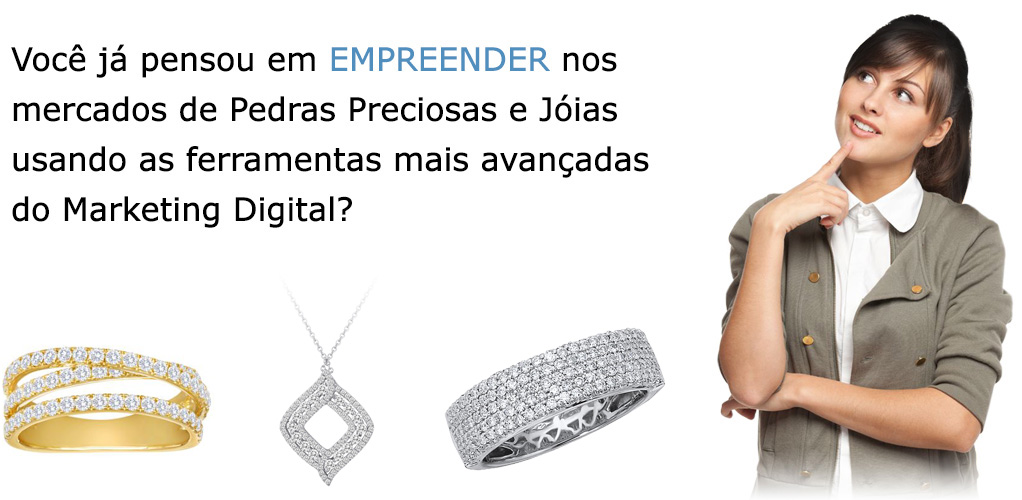 Você já pensou em EMPREENDER nos
mercados de Pedras Preciosas e Jóias
usando as ferramentas mais avançadas
do Marketing Digital?